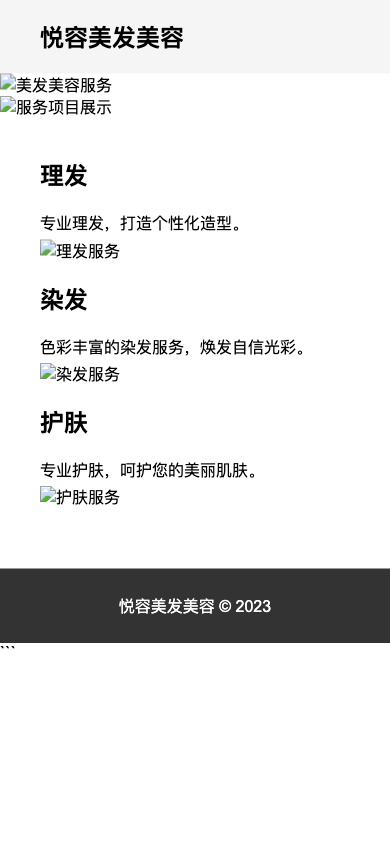 悦容美发美容
美发美容服务
服务项目展示
理发
专业理发，打造个性化造型。
理发服务
染发
色彩丰富的染发服务，焕发自信光彩。
染发服务
护肤
专业护肤，呵护您的美丽肌肤。
护肤服务
悦容美发美容 © 2023
```